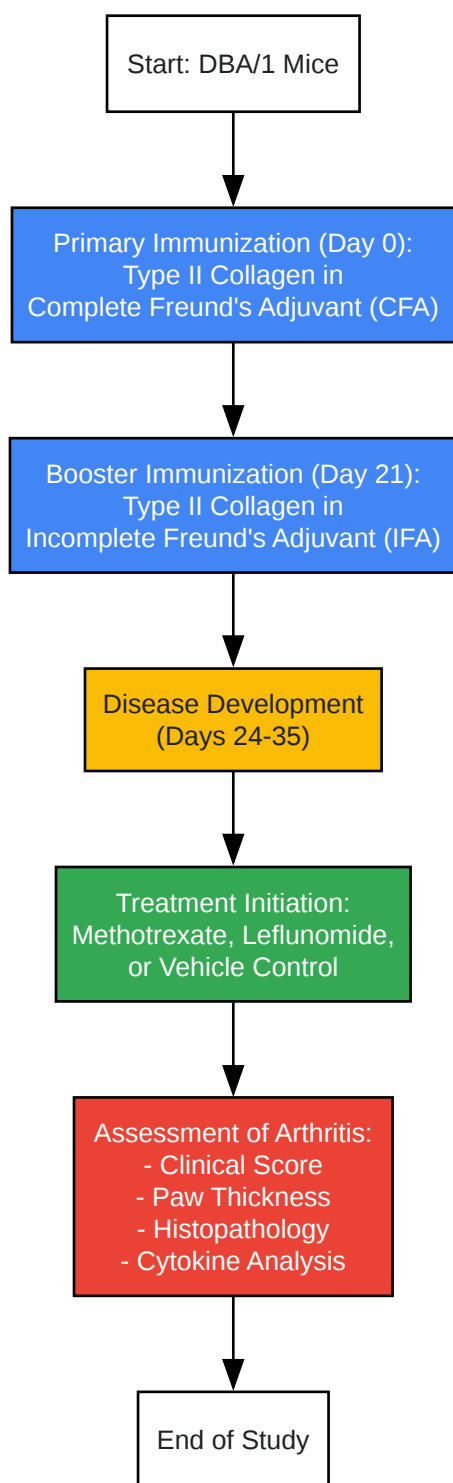 Start: DBA/1 Mice
Primary Immunization (Day 0):
Type II Collagen in
Complete Freund's Adjuvant (CFA)
Booster Immunization (Day 21):
Type II Collagen in
Incomplete Freund's Adjuvant (IFA)
Disease Development
(Days 24-35)
Treatment Initiation:
Methotrexate, Leflunomide,
or Vehicle Control
Assessment of Arthritis:
- Clinical Score
- Paw Thickness
- Histopathology
- Cytokine Analysis
End of Study